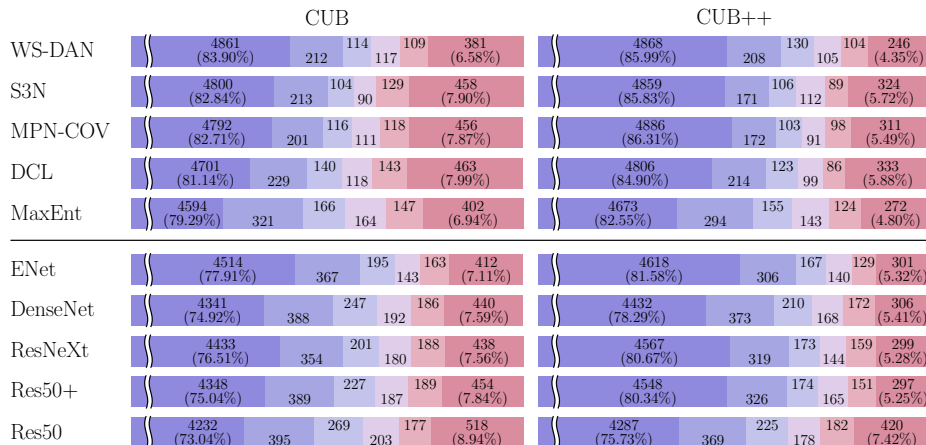 CUB CUB++
WS-DAN 4861 (83.90%) 212 114 117 109 381 (6.58%) 4868 (85.99%) 208 130 105 104 246 (4.35%)
S3N 4800 (82.84%) 213 104 90 129 458 (7.90%) 4859 (85.83%) 171 106 112 89 324 (5.72%)
MPN-COV 4792 (82.71%) 201 116 111 118 456 (7.87%) 4886 (86.31%) 172 103 91 98 311 (5.49%)
DCL 4701 (81.14%) 229 140 118 143 463 (7.99%) 4806 (84.90%) 214 123 99 86 333 (5.88%)
MaxEnt 4594 (79.29%) 321 166 164 147 402 (6.94%) 4673 (82.55%) 294 155 143 124 272 (4.80%)
ENet 4514 (77.91%) 367 195 143 163 412 (7.11%) 4618 (81.58%) 306 167 140 129 301 (5.32%)
DenseNet 4341 (74.92%) 388 247 192 186 440 (7.59%) 4432 (78.29%) 373 210 168 172 306 (5.41%)
ResNeXt 4433 (76.51%) 354 201 180 188 438 (7.56%) 4567 (80.67%) 319 173 144 159 299 (5.28%)
Res50+ 4348 (75.04%) 389 227 187 189 454 (7.84%) 4548 (80.34%) 326 174 165 151 297 (5.25%)
Res50 4232 (73.04%) 395 269 203 177 518 (8.94%) 4287 (75.73%) 369 225 178 182 420 (7.42%)